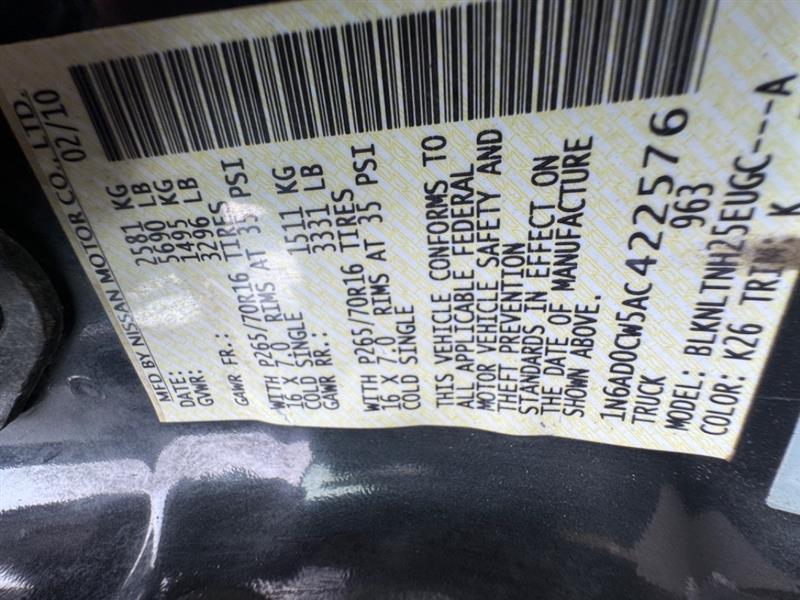 MFD BY NISSAN MOTOR CO., LTD.
DATE: 02/10
GVWR: 2581 KG
5690 LB
1495 KG
GAWR FR.: 3296 LB
WITH P265/70R16 TIRES
16 X 7.0 RIMS AT 35 PSI
COLD SINGLE 1511 KG
GAWR RR.: 3331 LB
WITH P265/70R16 TIRES
16 X 7.0 RIMS AT 35 PSI
COLD SINGLE
THIS VEHICLE CONFORMS TO
ALL APPLICABLE FEDERAL
MOTOR VEHICLE SAFETY AND
THEFT PREVENTION
STANDARDS IN EFFECT ON
THE DATE OF MANUFACTURE
SHOWN ABOVE.
1N6AD0CW5AC422576
TRUCK 963
MODEL: BLKNLTNH25EUGC---A
COLOR: K26 K